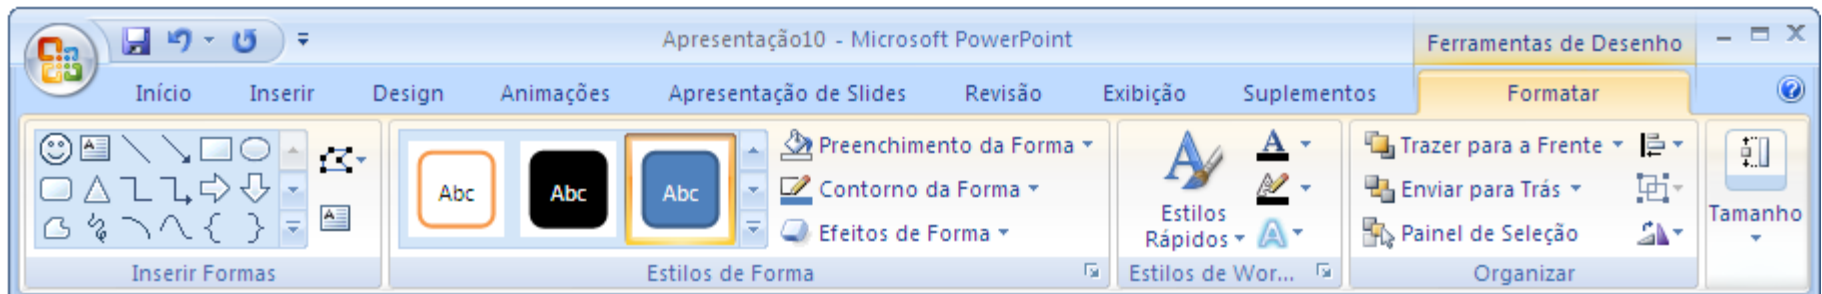 Apresentação10 - Microsoft PowerPoint
Ferramentas de Desenho
Início Inserir Design Animações Apresentação de Slides Revisão Exibição Suplementos Formatar
Abc Abc Abc
Preenchimento da Forma
Contorno da Forma
Efeitos de Forma
Estilos
Rápidos
Trazer para a Frente
Enviar para Trás
Painel de Seleção
Tamanho
Inserir Formas
Estilos de Forma
Estilos de Wor...
Organizar